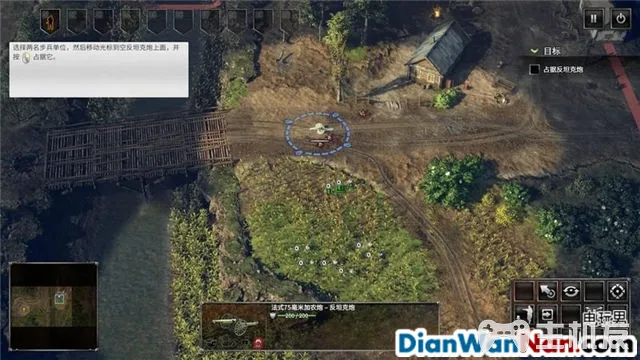 选择两名步兵单位，然后移动光标到空反坦克炮上面，并
按 占据它。
目标
占据反坦克炮
法式75毫米加农炮 - 反坦克炮
200 / 200
DianWanNan.com